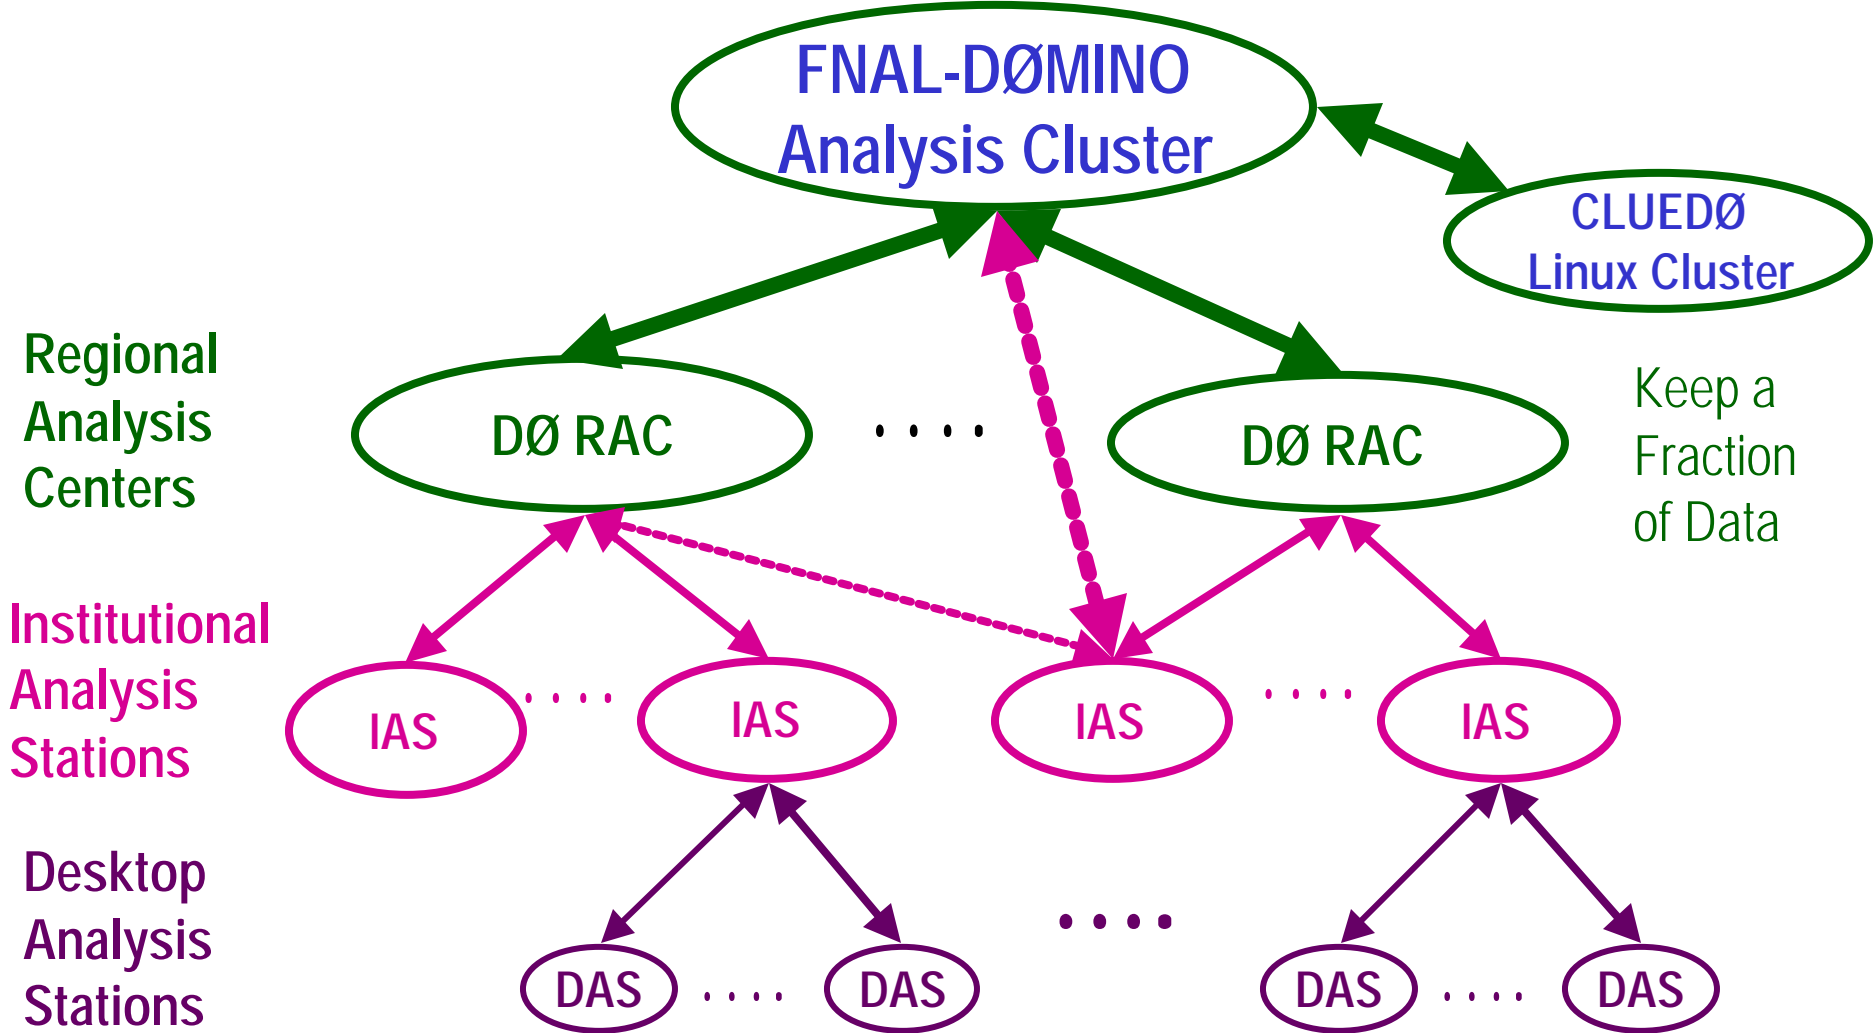 FNAL-DØMINO
Analysis Cluster
CLUEDØ
Linux Cluster
Regional
Analysis
Centers
DØ RAC
. . . .
DØ RAC
Keep a
Fraction
of Data
Institutional
Analysis
Stations
IAS
. . . .
IAS
IAS
. . . .
IAS
Desktop
Analysis
Stations
DAS
. . . .
DAS
. . . .
DAS
. . . .
DAS